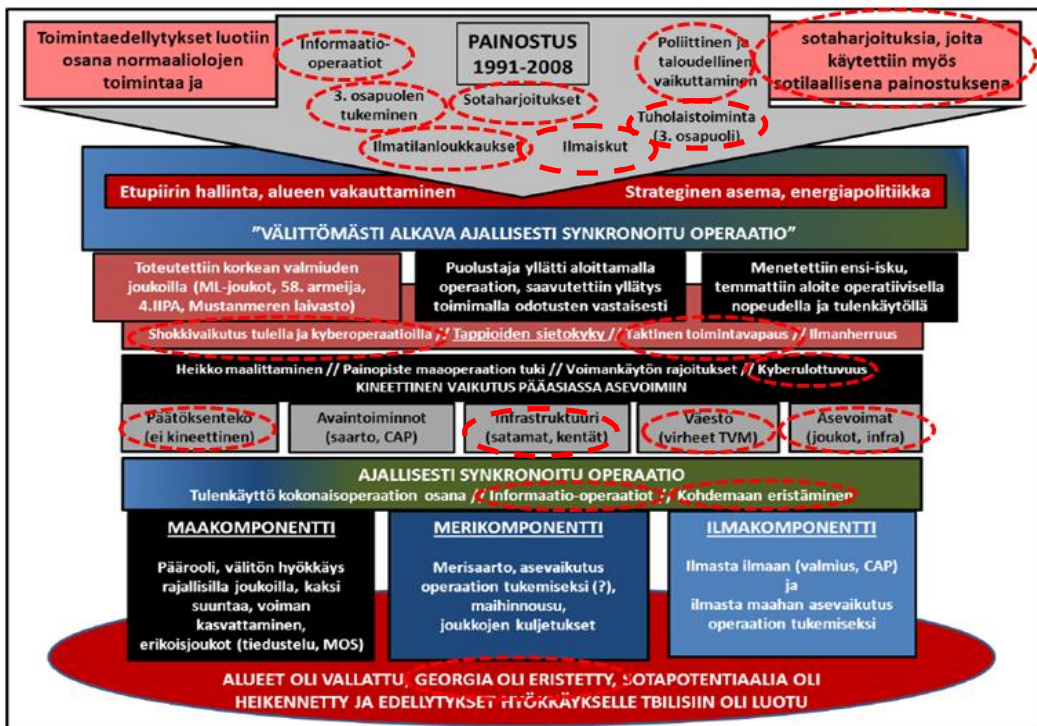 Toimintaedellytykset luotiin
osana normaaliolojen
toimintaa ja
Informaatio-
operaatiot
PAINOSTUS
1991-2008
Poliittinen ja
taloudellinen
vaikuttaminen
sotaharjoituksia, joita
käytettiin myös
sotilaallisena painostuksena
3. osapuolen
tukeminen
Sotaharjoitukset
Tuholaistoiminta
(3. osapuoli)
Ilmatilanloukkaukset
Ilmaiskut
Etupiirin hallinta, alueen vakauttaminen
Strateginen asema, energiapolitiikka
”VÄLITTÖMÄSTI ALKAVA AJALLISESTI SYNKRONOITU OPERAATIO”
Toteutettiin korkean valmiuden
joukoilla (ML-joukot, 58. armeija,
4.IIPA, Mustanmeren laivasto)
Puolustaja yllätti aloittamalla
operaation, saavutettiin yllätys
toimimalla odotusten vastaisesti
Menetettiin ensi-isku,
temmattiin aloite operatiivisella
nopeudella ja tulenkäytöllä
Shokkivaikutus tulella ja kyberoperaatioilla // Tappioiden sietokyky // Taktinen toimintavapaus // Ilmanherruus
Heikko maalittaminen // Painopiste maaoperaation tuki // Voimankäytön rajoitukset // Kyberulottuvuus
KINEETTINEN VAIKUTUS PÄÄASIASSA ASEVOIMIIN
Päätöksenteko
(ei kineettinen)
Avaintoiminnot
(saarto, CAP)
Infrastruktuuri
(satamat, kentät)
Väestö
(virheet TVM)
Asevoimat
(joukot, infra)
AJALLISESTI SYNKRONOITU OPERAATIO
Tulenkäyttö kokonaisoperaation osana // Informaatio-operaatiot // Kohdemaan eristäminen
MAAKOMPONENTTI
Päärooli, välitön hyökkäys
rajallisilla joukoilla, kaksi
suuntaa, voiman
kasvattaminen,
erikoisjoukot (tiedustelu, MOS)
MERIKOMPONENTTI
Merisaarto, asevaikutus
operaation tukemiseksi (?),
maihinnousu,
joukkojen kuljetukset
ILMAKOMPONENTTI
Ilmasta ilmaan (valmius, CAP)
ja
ilmasta maahan asevaikutus
operaation tukemiseksi
ALUEET OLI VALLATTU, GEORGIA OLI ERISTETTY, SOTAPOTENTIAALIA OLI
HEIKENNETTY JA EDELLYTYKSET HYÖKKÄYKSELLE TBILISIIN OLI LUOTU